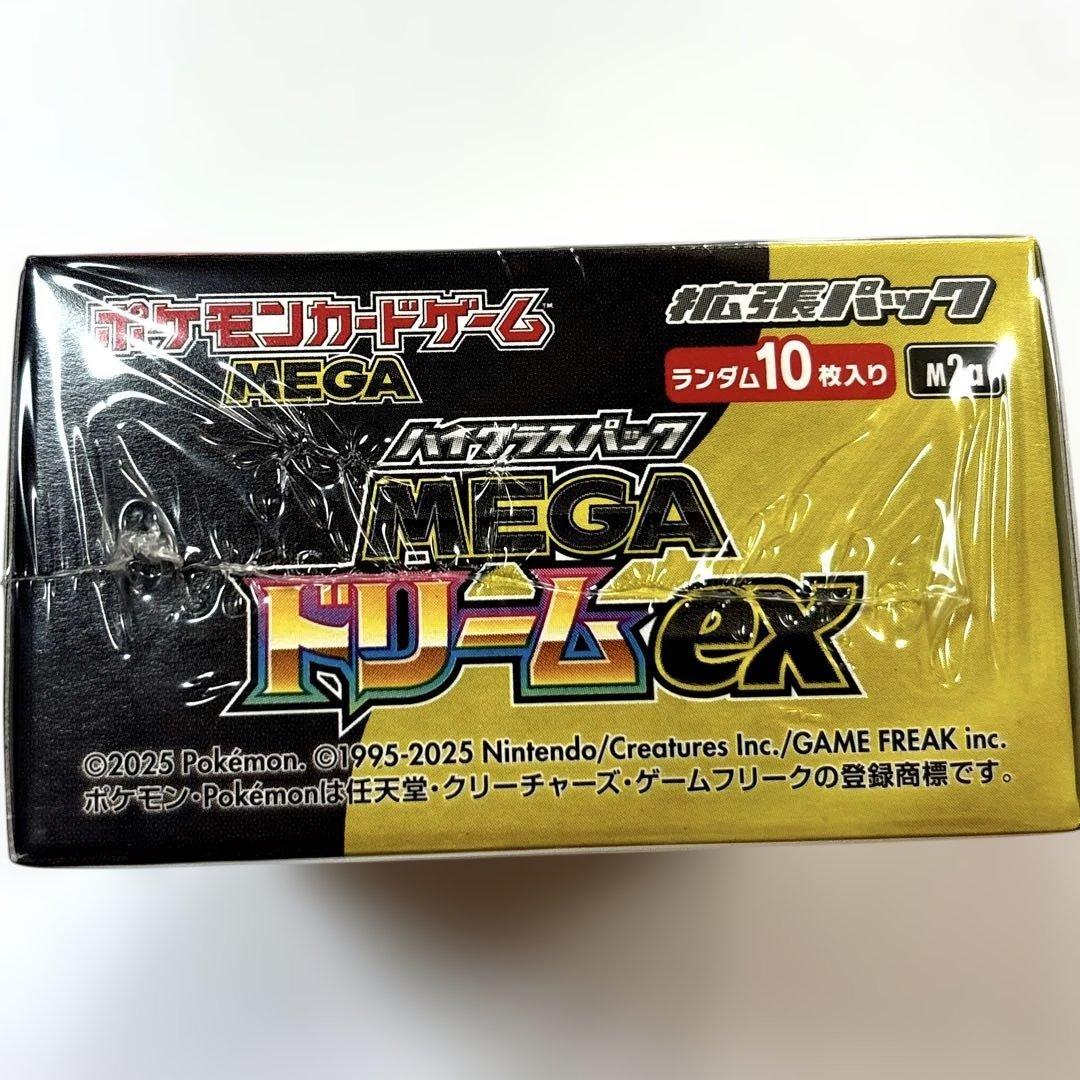 ポケモンカードゲーム™
MEGA
拡張パック
ランダム10枚入り
M2a
ハイクラスパック
MEGA
ドリームex
©2025 Pokémon. ©1995-2025 Nintendo/Creatures Inc./GAME FREAK inc.
ポケモン・Pokémonは任天堂・クリーチャーズ・ゲームフリークの登録商標です。